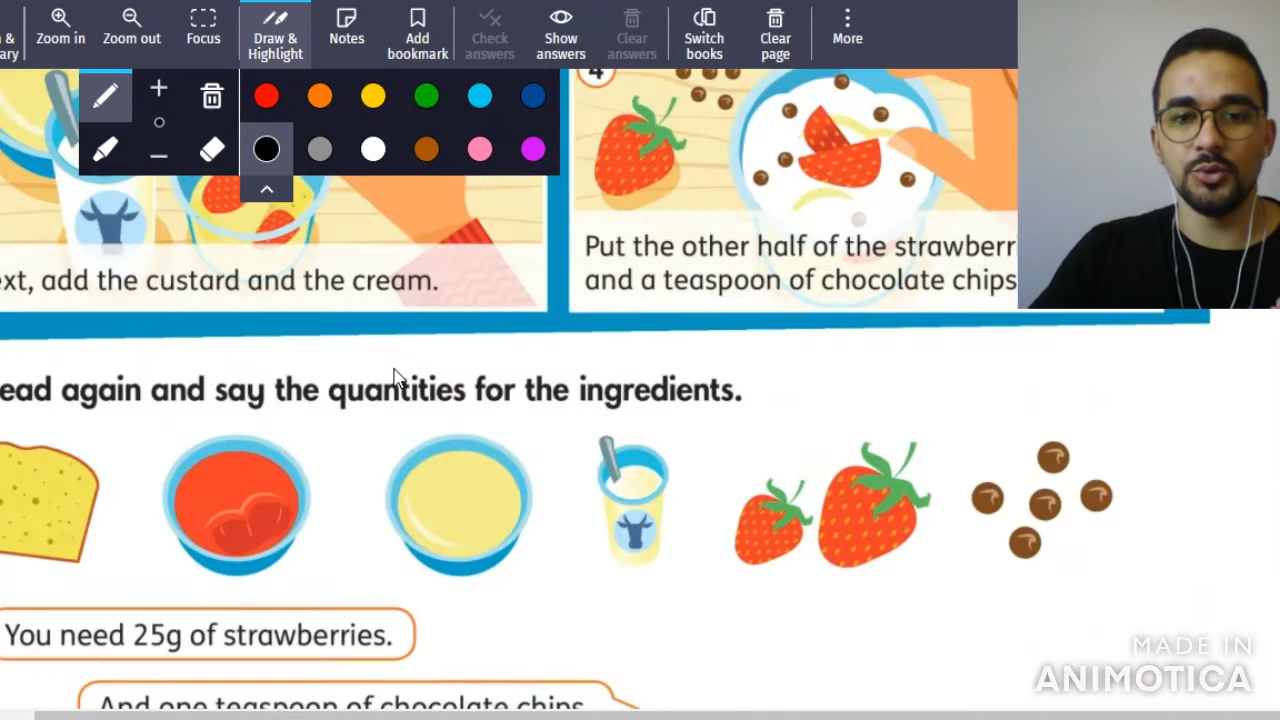 & Zoom in Zoom out Focus Draw & Highlight Notes Add bookmark Check answers Show answers Clear answers Switch books Clear page More
ary
4
ext, add the custard and the cream.
Put the other half of the strawberr
and a teaspoon of chocolate chips
ead again and say the quantities for the ingredients.
You need 25g of strawberries.
And one teaspoon of chocolate chips
MADE IN
ANIMOTICA